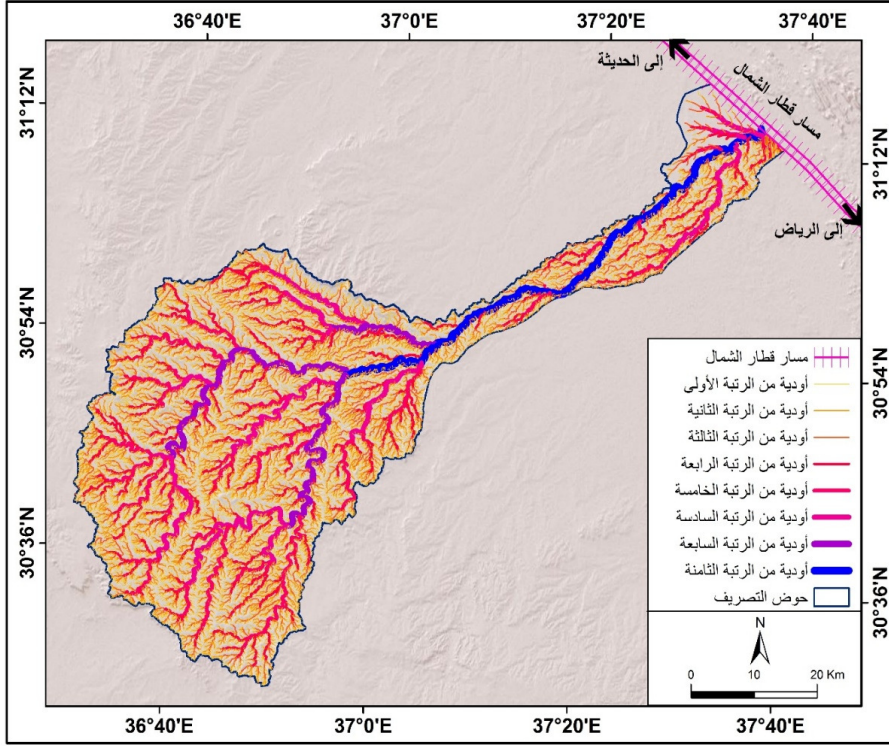 36°40'E
37°0'E
37°20'E
37°40'E
31°12'N
30°54'N
30°36'N
31°12'N
30°54'N
30°36'N
إلى الحديثة
مسار قطار الشمال
إلى الرياض
مسار قطار الشمال
أودية من الرتبة الأولى
أودية من الرتبة الثانية
أودية من الرتبة الثالثة
أودية من الرتبة الرابعة
أودية من الرتبة الخامسة
أودية من الرتبة السادسة
أودية من الرتبة السابعة
أودية من الرتبة الثامنة
حوض التصريف
N
0 10 20 Km
36°40'E
37°0'E
37°20'E
37°40'E